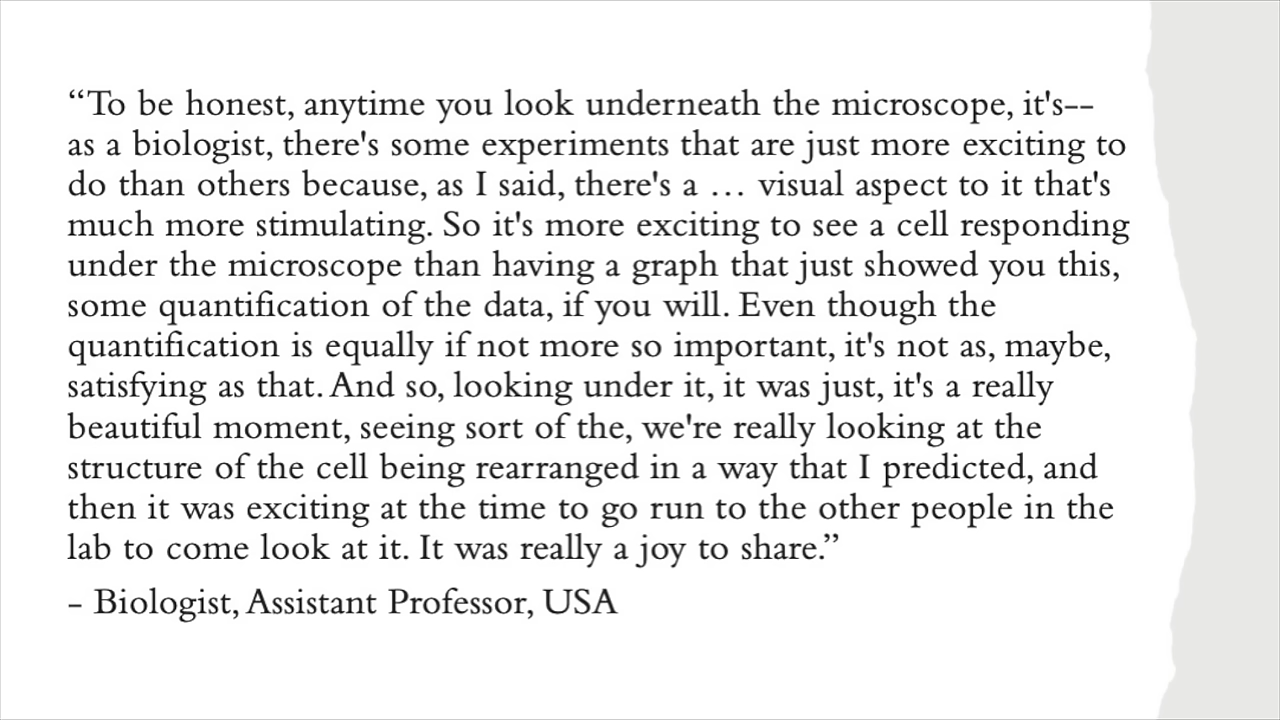 “To be honest, anytime you look underneath the microscope, it's--
as a biologist, there's some experiments that are just more exciting to
do than others because, as I said, there's a … visual aspect to it that's
much more stimulating. So it's more exciting to see a cell responding
under the microscope than having a graph that just showed you this,
some quantification of the data, if you will. Even though the
quantification is equally if not more so important, it's not as, maybe,
satisfying as that. And so, looking under it, it was just, it's a really
beautiful moment, seeing sort of the, we're really looking at the
structure of the cell being rearranged in a way that I predicted, and
then it was exciting at the time to go run to the other people in the
lab to come look at it. It was really a joy to share.”
- Biologist, Assistant Professor, USA